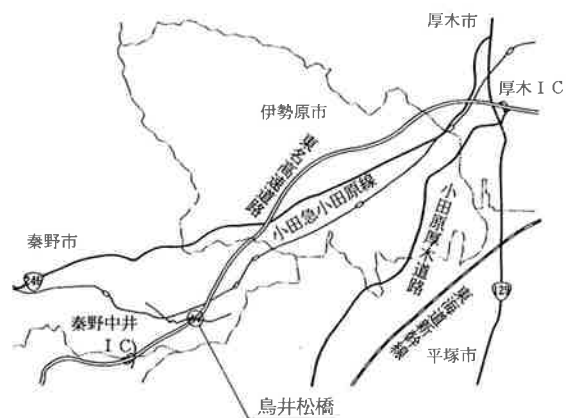 厚木市
厚木ＩＣ
伊勢原市
東名高速道路
小田急小田原線
小田原厚木道路
秦野市
246
129
東海道新幹線
秦野中井
ＩＣ
平塚市
鳥井松橋